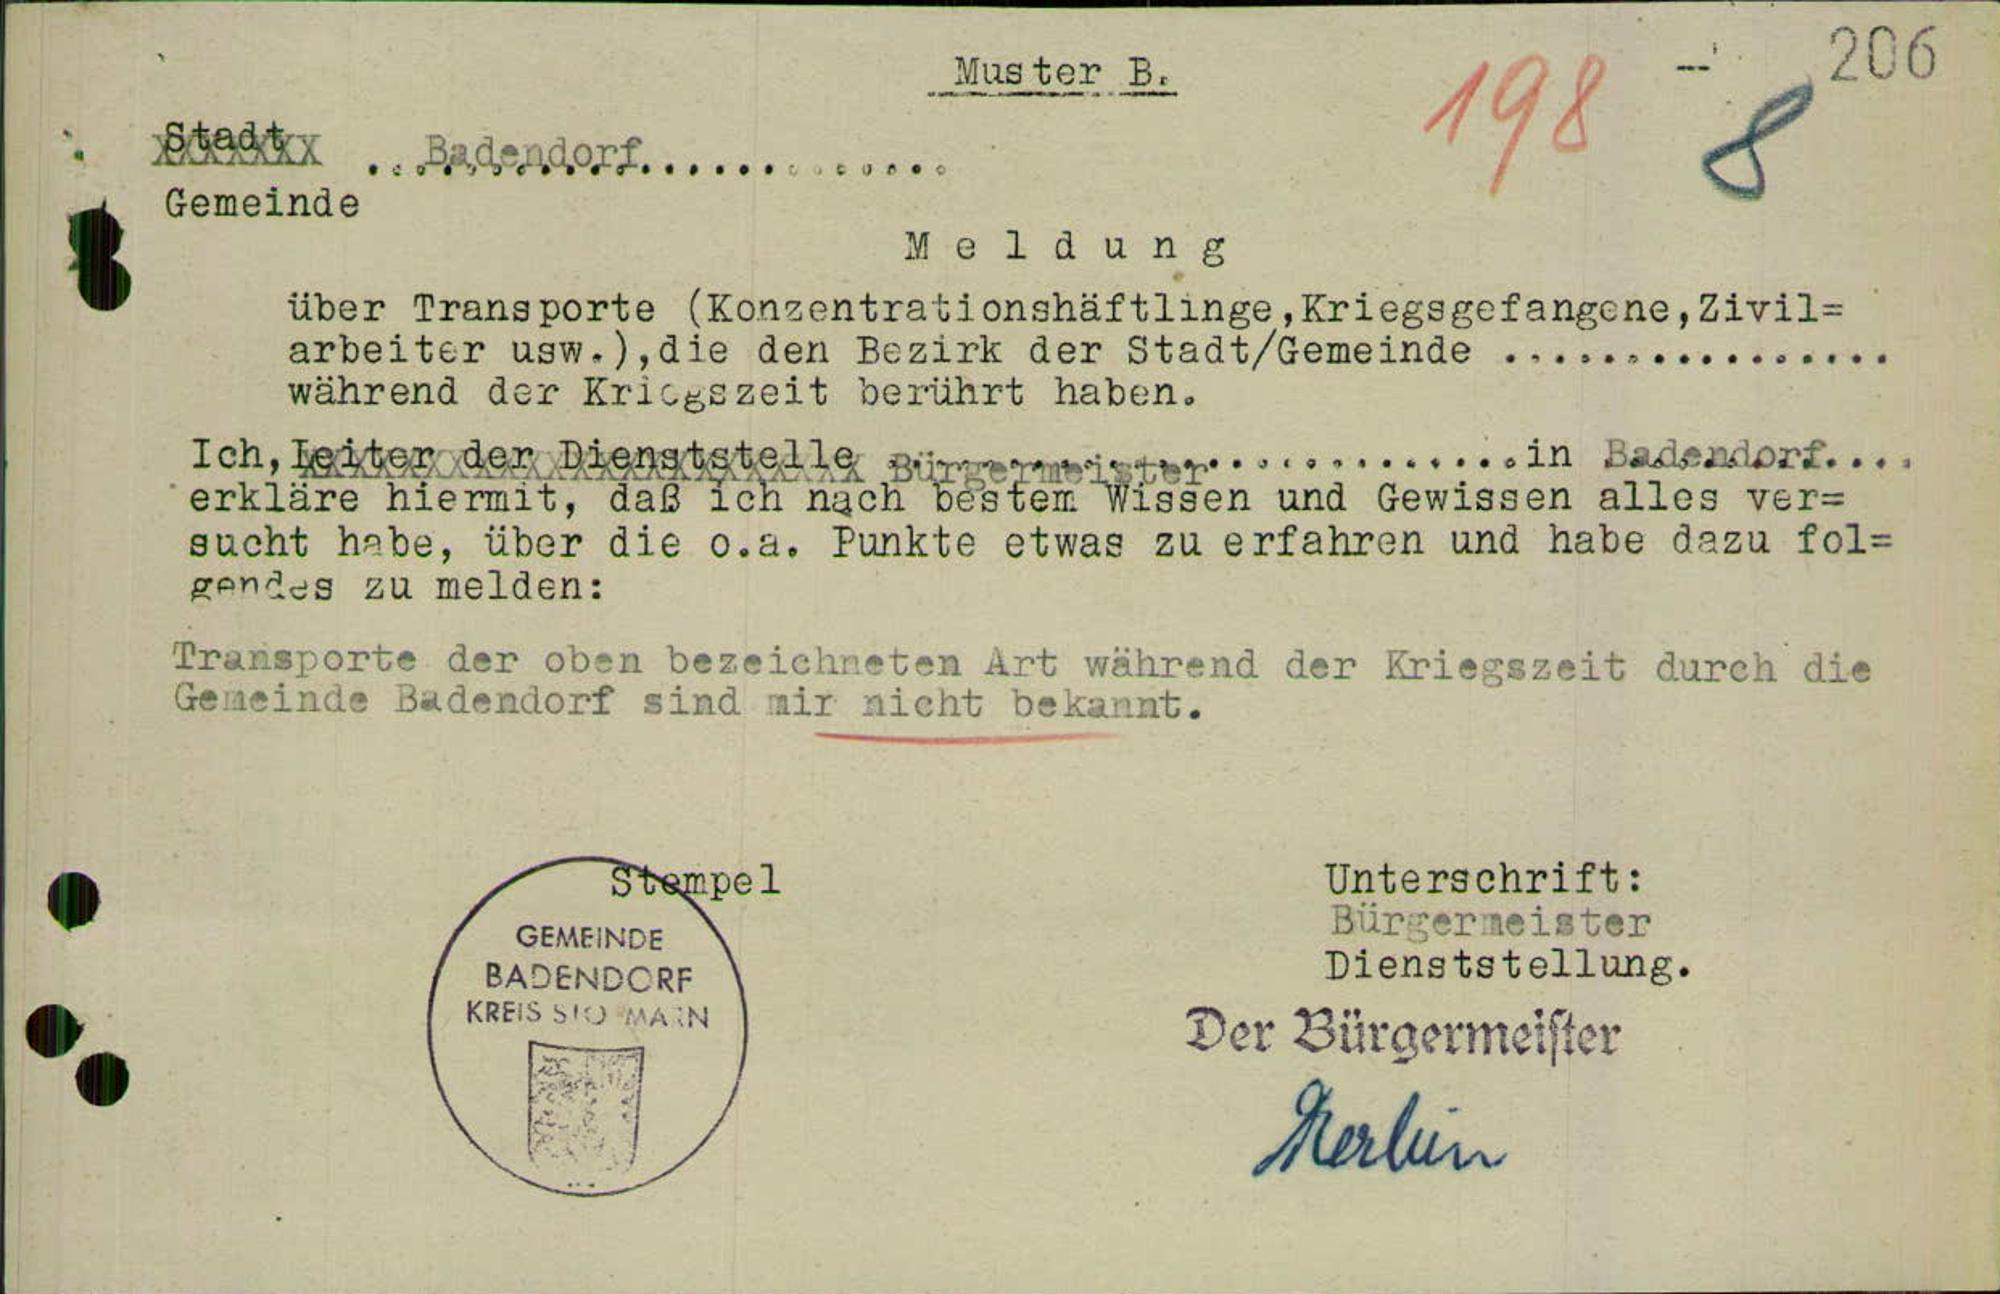 Muster B.
198
8
206
Stadt
Badendorf
Gemeinde
Meldung
über Transporte (Konzentrationshäftlinge,Kriegsgefangene,Zivil=
arbeiter usw.),die den Bezirk der Stadt/Gemeinde ................
während der Kriegszeit berührt haben.
Ich, Leiter der Dienststelle Bürgermeister.............in Badendorf....
erkläre hiermit, daß ich nach bestem Wissen und Gewissen alles ver=
sucht habe, über die o.a. Punkte etwas zu erfahren und habe dazu fol=
gendes zu melden:
Transporte der oben bezeichneten Art während der Kriegszeit durch die
Gemeinde Badendorf sind mir nicht bekannt.
Stempel
GEMEINDE
BADENDORF
KREIS STORMARN
Unterschrift:
Bürgermeister
Dienststellung.
Der Bürgermeister